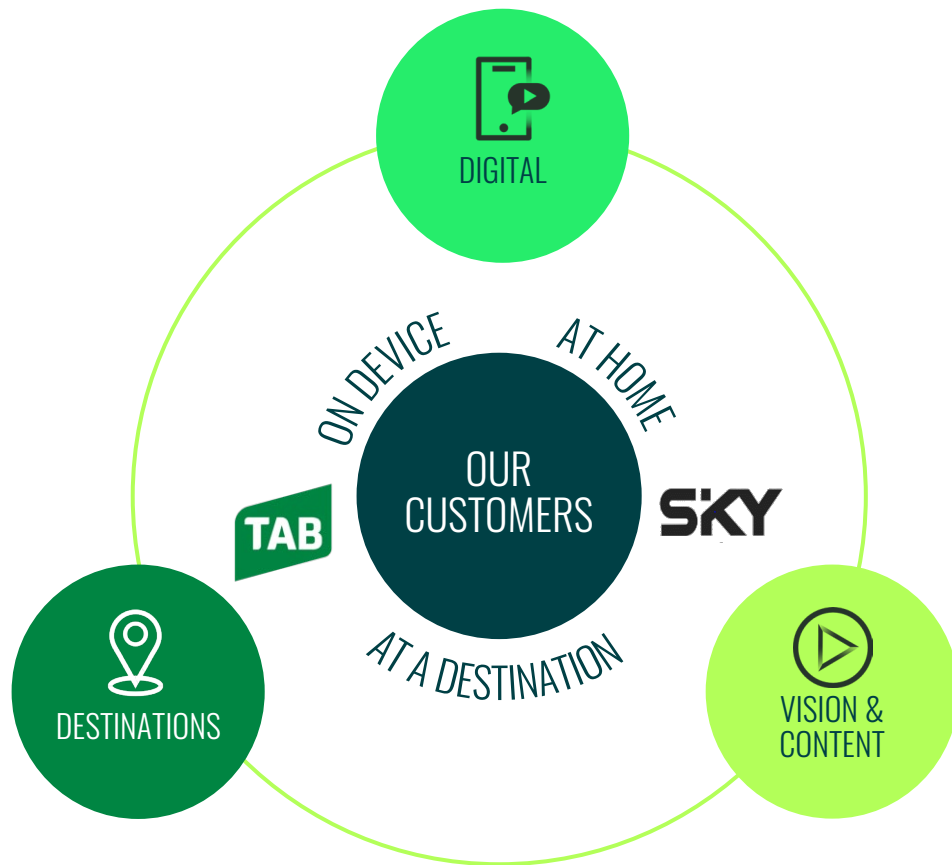 DIGITAL
ON DEVICE
AT HOME
OUR
CUSTOMERS
TAB
SKY
AT A DESTINATION
DESTINATIONS
VISION &
CONTENT